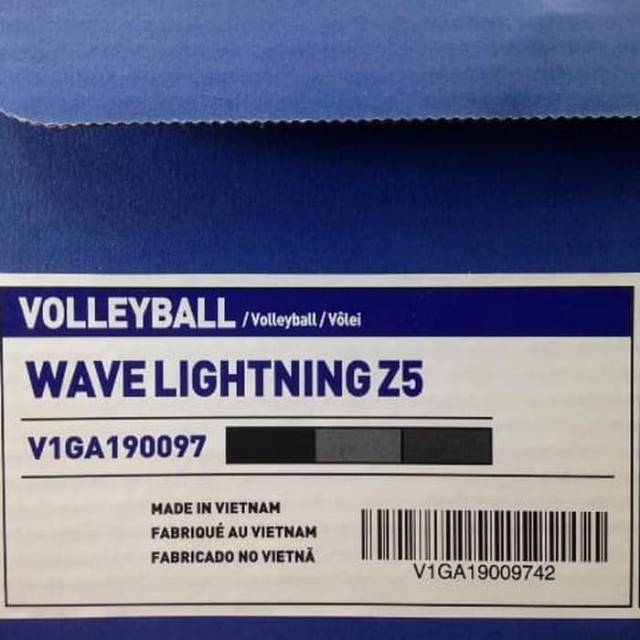 VOLLEYBALL / Volleyball / Vôlei
WAVE LIGHTNING Z5
V1GA190097
MADE IN VIETNAM
FABRIQUÉ AU VIETNAM
FABRICADO NO VIETNÃ
V1GA19009742